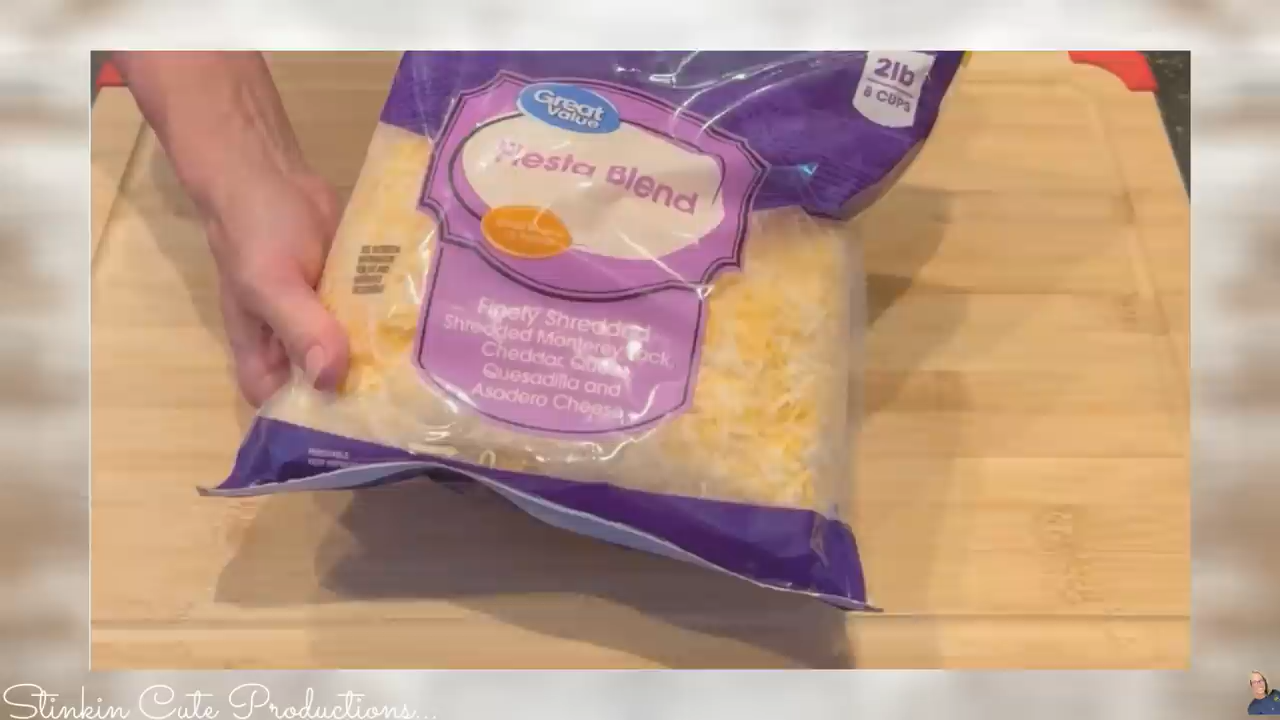 2lb
8 CUPS
Great
Value
Fiesta Blend
Finely Shredded
Shredded Monterey Jack,
Cheddar,
Quesadilla and
Asadero Cheese
Stinkin Cute Productions...